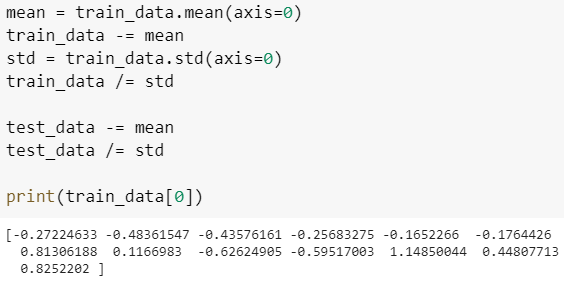 mean = train_data.mean(axis=0)
train_data -= mean
std = train_data.std(axis=0)
train_data /= std
test_data -= mean
test_data /= std
print(train_data[0])
[-0.27224633 -0.48361547 -0.43576161 -0.25683275 -0.1652266  -0.1764426
  0.81306188  0.1166983  -0.62624905 -0.59517003  1.14850044  0.44807713
  0.8252202 ]